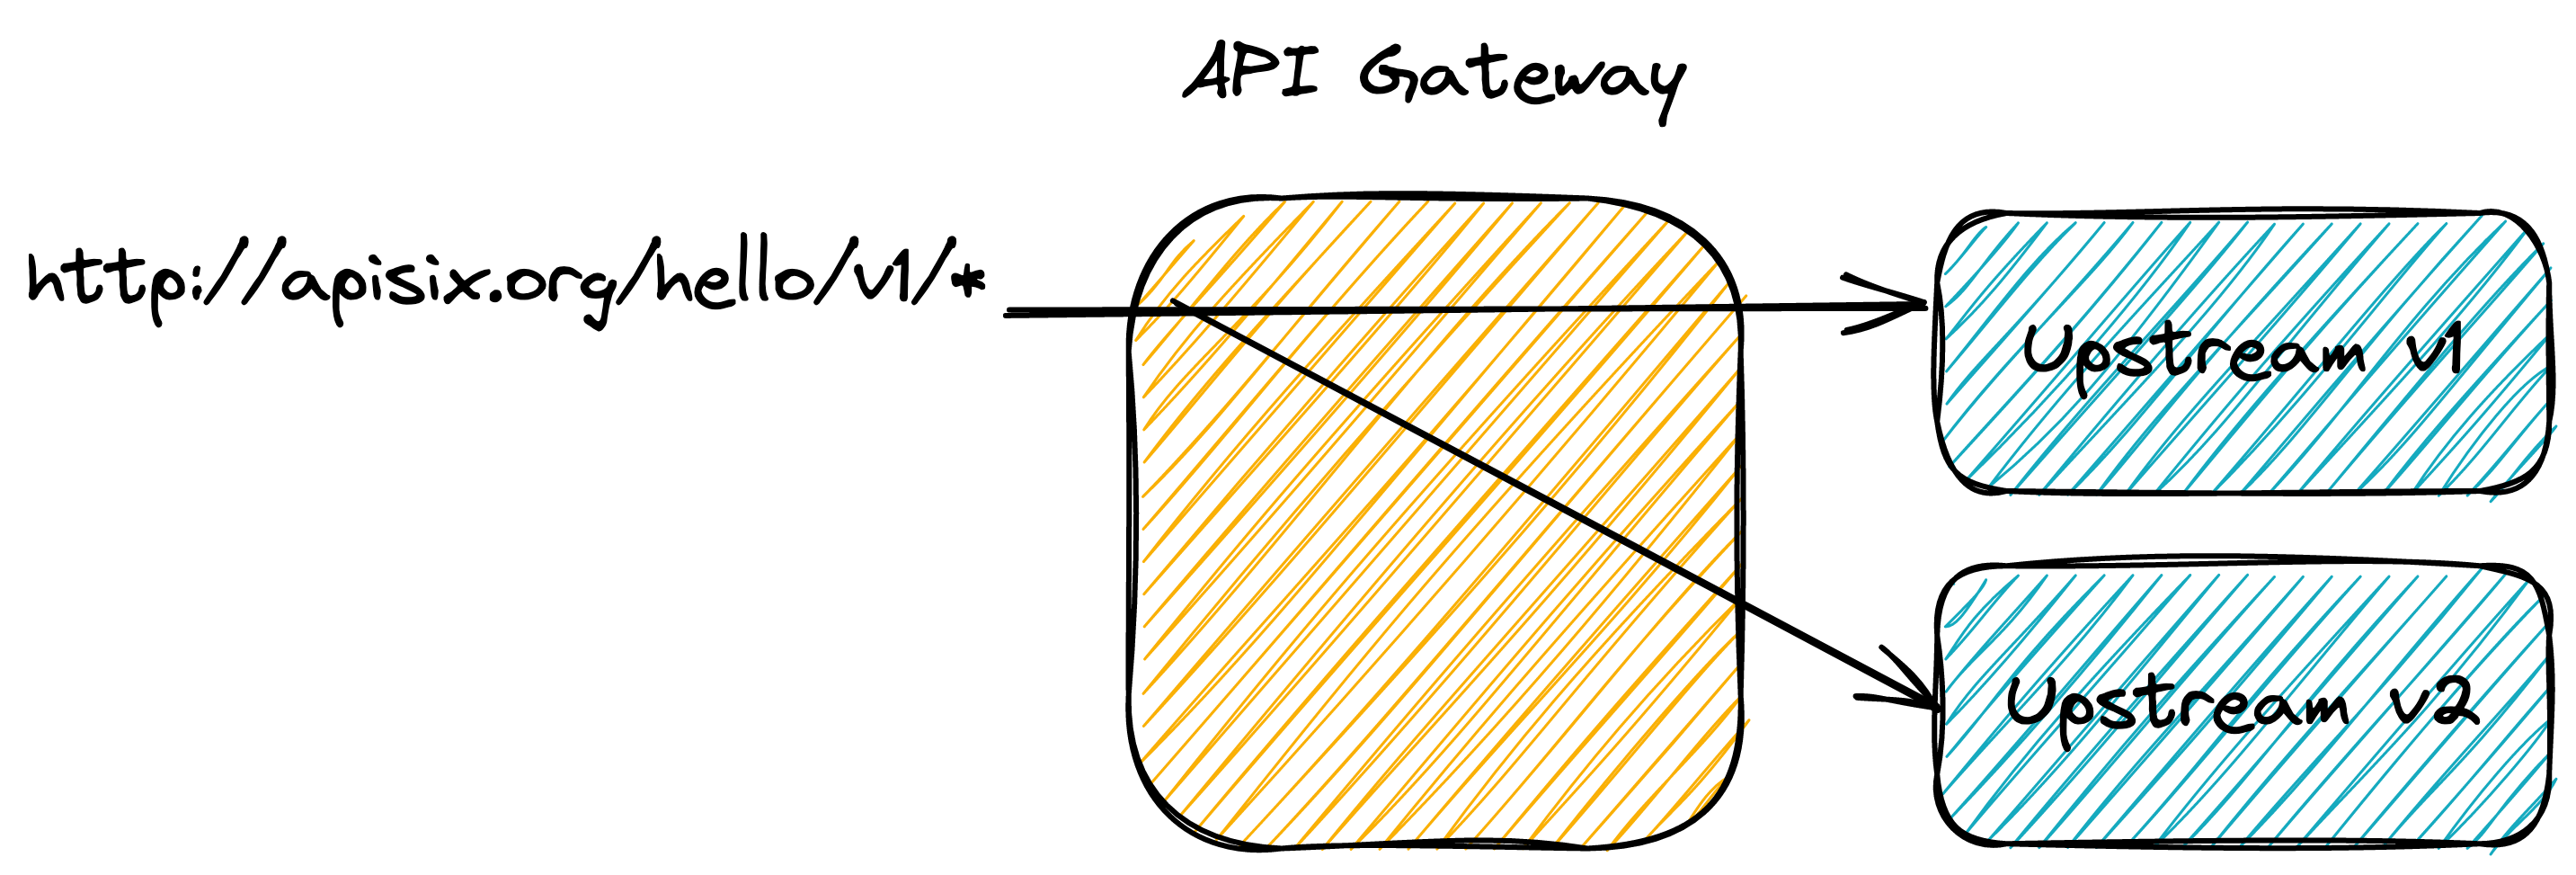 API Gateway
http://apisix.org/hello/v1/*
Upstream v1
Upstream v2